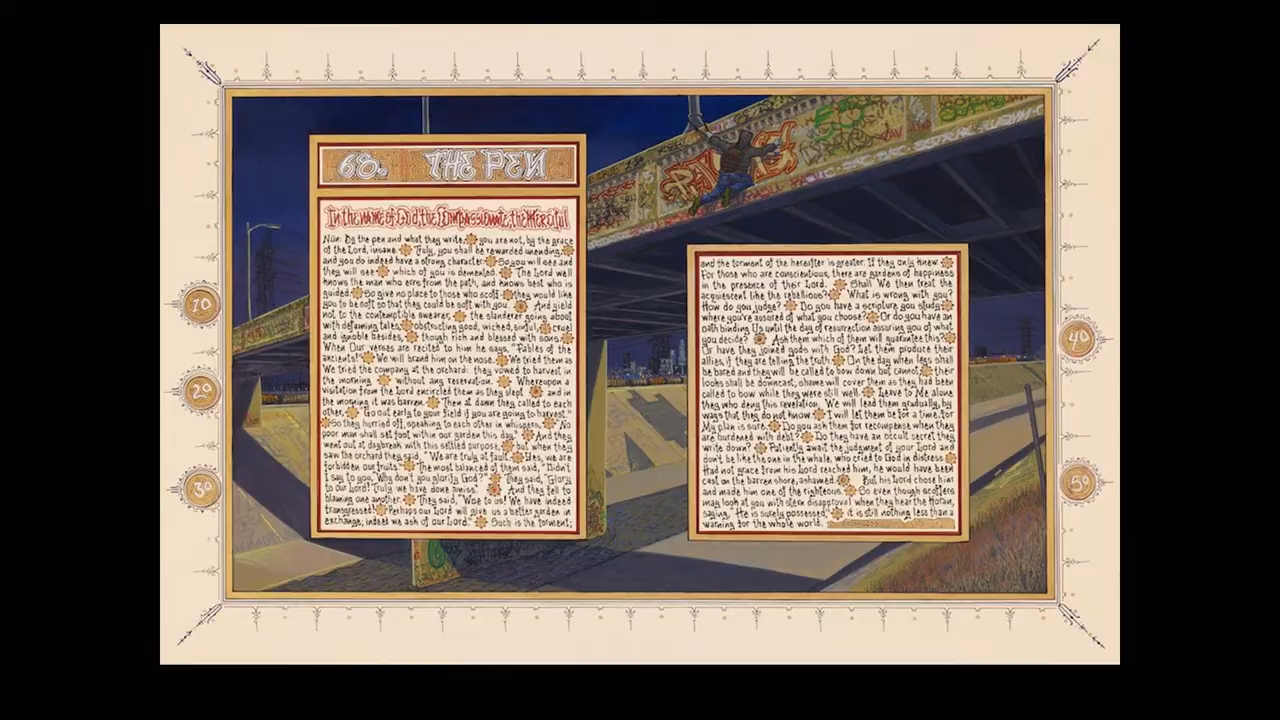 68. THE PEN
In the name of God, the Compassionate, the Merciful
Nūn. By the pen and what they write, you are not, by the grace
of the Lord, insane. Truly, you shall be rewarded unending,
and you do indeed have a strong character. So you will see and
they will see which of you is demented. The Lord well
knows the man who errs from the path, and knows best who is
guided. So give no place to those who scoff: they would like
you to be soft so that they could be soft with you. And yield
not to the contemptible swearer, the slanderer going about
with defaming tales, obstructing good, wicked, sinful, cruel
and ignoble besides, though rich and blessed with sons.
When Our verses are recited to him he says, "Fables of the
ancients!" We will brand him on the nose. We tried them as
We tried the company at the orchard: they vowed to harvest in
the morning without any reservation. Whereupon a
visitation from the Lord encircled them as they slept and in
the morning it was barren. Then at dawn they called to each
other, "Go out early to your field if you are going to harvest."
So they hurried off, speaking to each other in whispers, "No
poor man shall set foot within our garden this day." And they
went out at daybreak with this settled purpose, but when they
saw the orchard they said, "We are truly at fault. Yes, we are
forbidden our fruits." The most balanced of them said, "Didn't
I say to you, 'Why don't you glorify God?'" They said, "Glory
to our Lord! Truly we have done amiss." And they fell to
blaming one another. They said, "Woe to us! We have indeed
transgressed! Perhaps our Lord will give us a better garden in
exchange; indeed we ask of our Lord." Such is the torment;
and the torment of the hereafter is greater. If they only knew.
For those who are conscientious, there are gardens of happiness
in the presence of their Lord. Shall We then treat the
acquiescent like the rebellious? What is wrong with you?
How do you judge? Do you have a scripture you study
where you're assured of what you choose? Or do you have an
oath binding Us until the day of resurrection assuring you of what
you decide? Ask them which of them will guarantee this?
Or have they joined gods with God? Let them produce their
allies, if they are telling the truth. On the day when legs shall
be bared and they will be called to bow down but cannot, their
looks shall be downcast, shame will cover them as they had been
called to bow while they were still well. Leave to Me alone
they who deny this revelation. We will lead them gradually, by
ways that they do not know. I will let them be for a time, for
My plan is sure. Do you ask them for recompense when they
are burdened with debt? Do they have an occult secret they
write down? Patiently await the judgment of your Lord and
don't be like the one in the whale, who cried to God in distress.
Had not grace from his Lord reached him, he would have been
cast on the barren shore, ashamed. But his Lord chose him
and made him one of the righteous. So even though scoffers
may look at you with stern disapproval when they hear the Koran,
saying, "He is surely possessed," it is still nothing less than a
warning for the whole world.
10
20
30
40
50